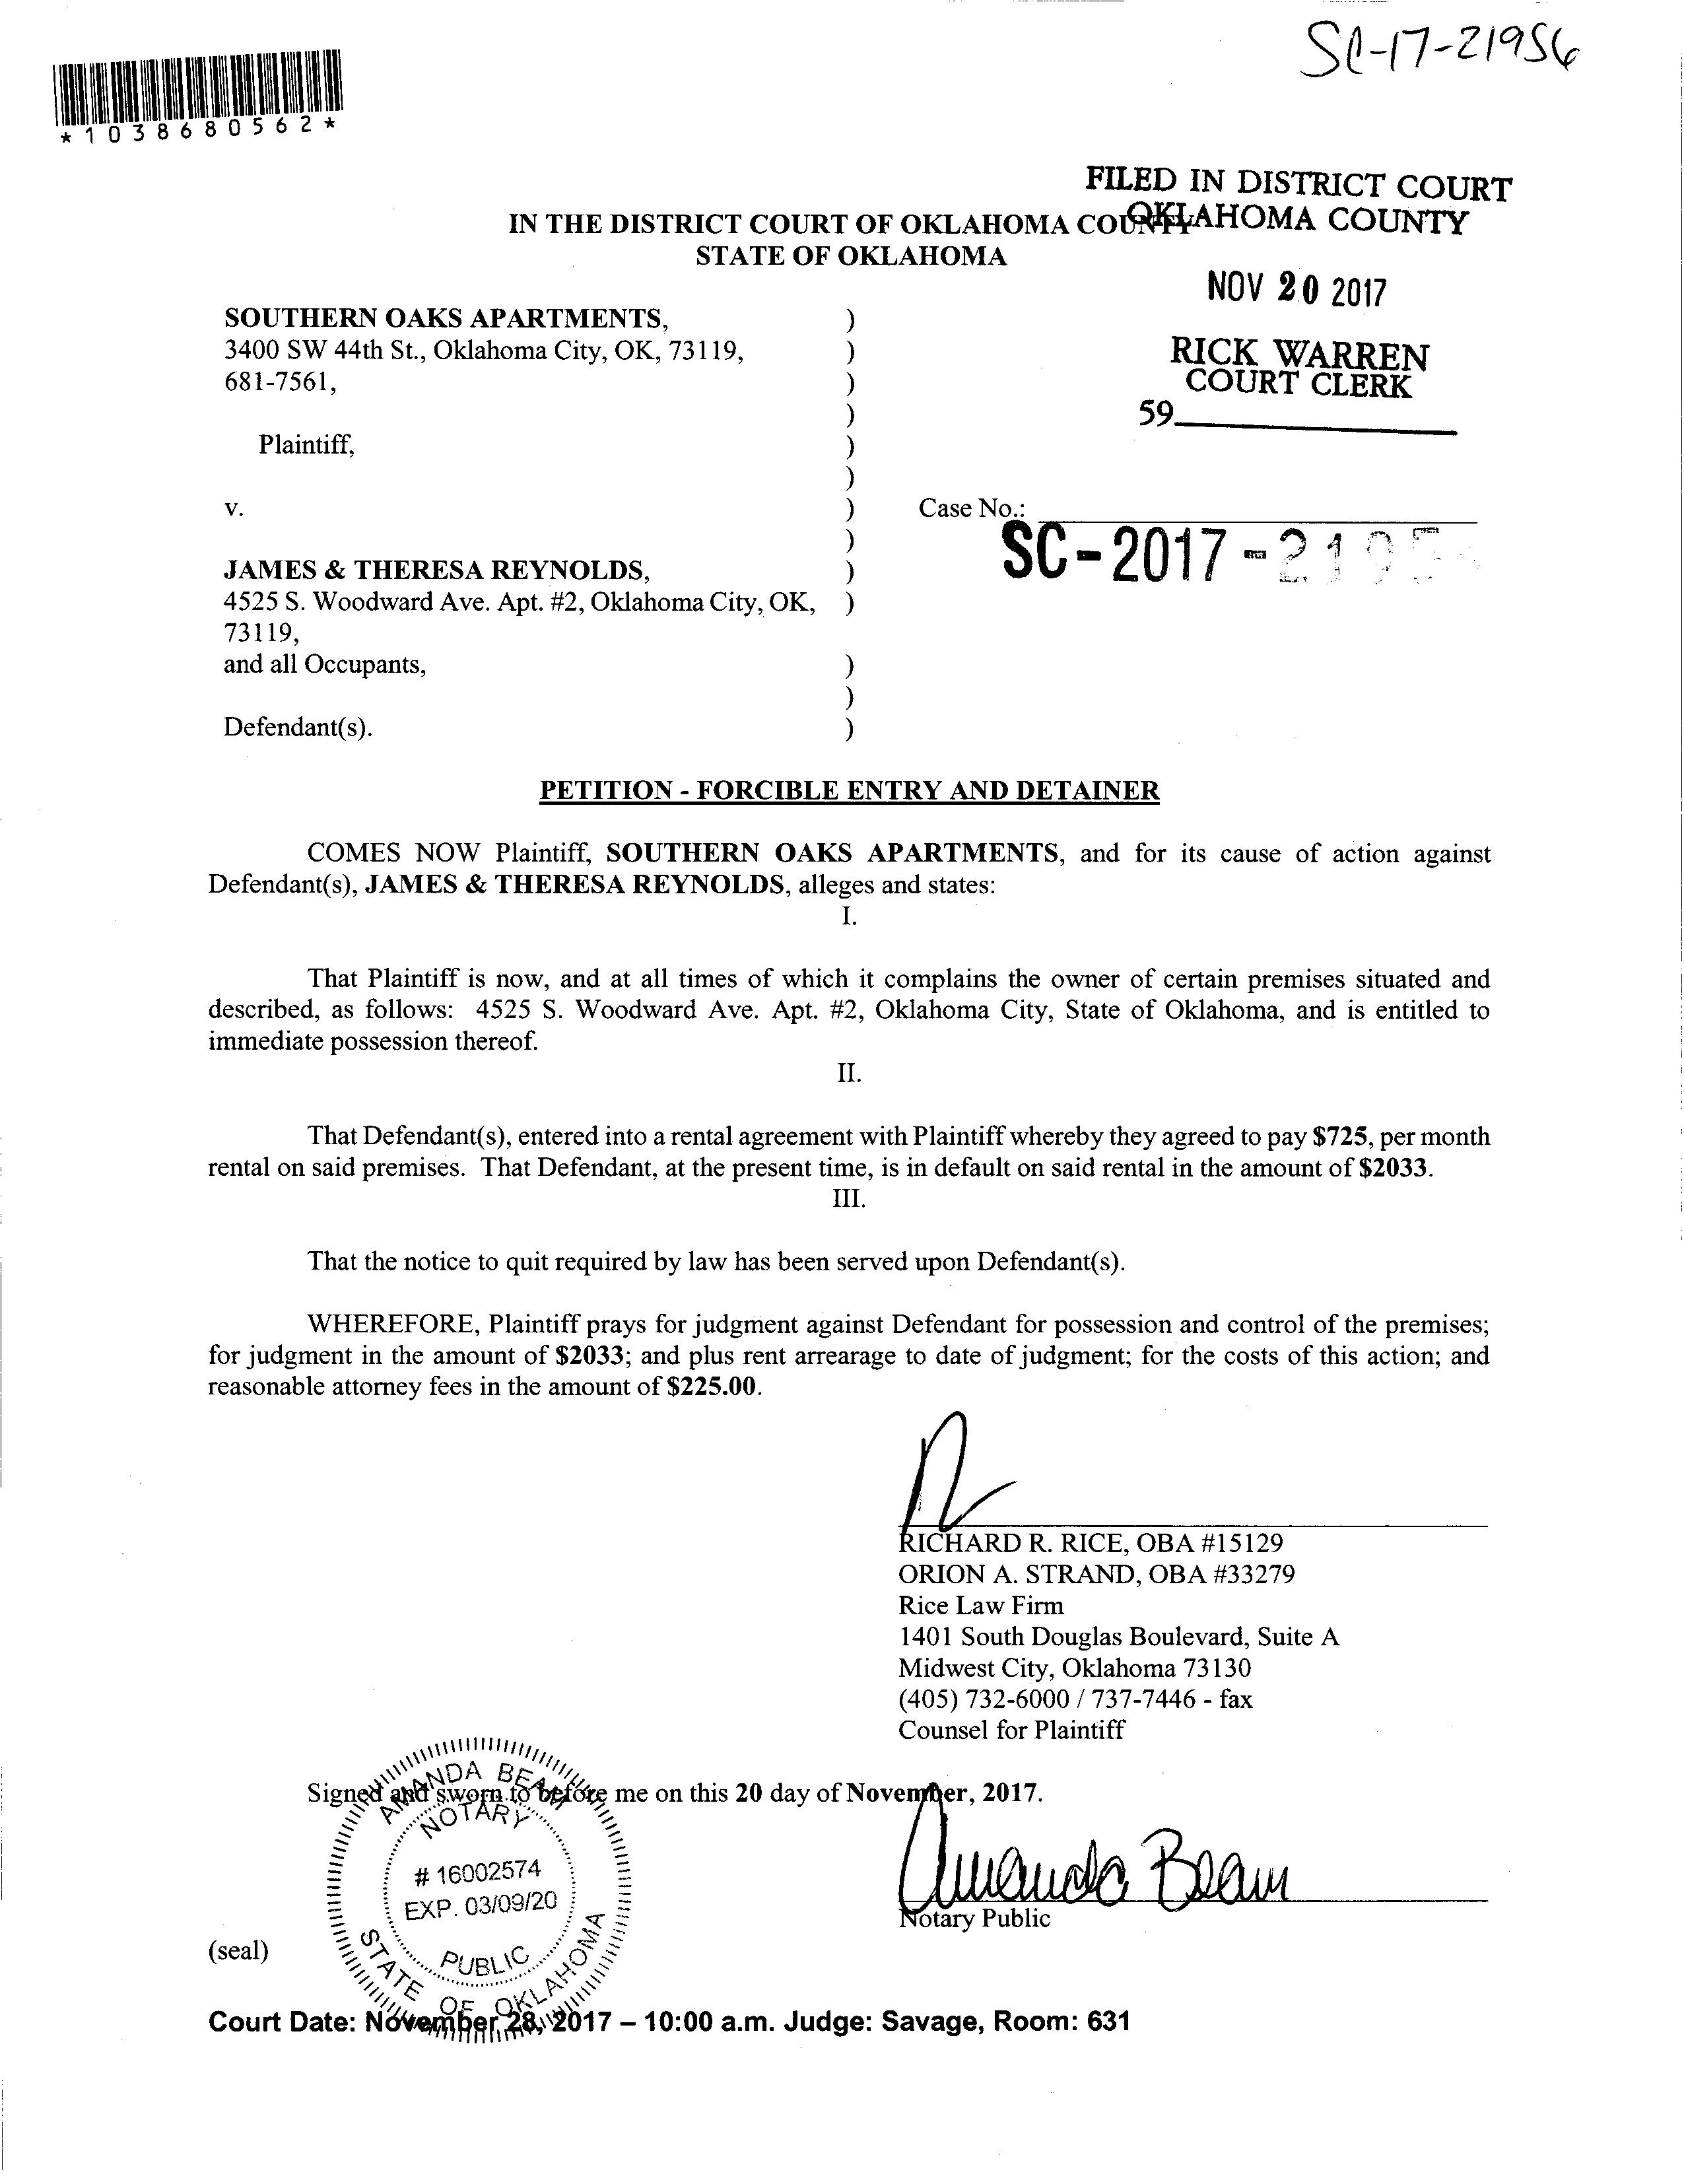 SC-17-21956
*1038680562*
FILED IN DISTRICT COURT
OKLAHOMA COUNTY
IN THE DISTRICT COURT OF OKLAHOMA COUNTY
STATE OF OKLAHOMA
NOV 20 2017
RICK WARREN
COURT CLERK
59
SOUTHERN OAKS APARTMENTS, )
3400 SW 44th St., Oklahoma City, OK, 73119, )
681-7561, )
)
Plaintiff, )
)
v. ) Case No.:
)
SC-2017-2195
JAMES & THERESA REYNOLDS, )
4525 S. Woodward Ave. Apt. #2, Oklahoma City, OK, )
73119,
and all Occupants, )
)
Defendant(s). )
PETITION - FORCIBLE ENTRY AND DETAINER
COMES NOW Plaintiff, SOUTHERN OAKS APARTMENTS, and for its cause of action against
Defendant(s), JAMES & THERESA REYNOLDS, alleges and states:
I.
That Plaintiff is now, and at all times of which it complains the owner of certain premises situated and
described, as follows: 4525 S. Woodward Ave. Apt. #2, Oklahoma City, State of Oklahoma, and is entitled to
immediate possession thereof.
II.
That Defendant(s), entered into a rental agreement with Plaintiff whereby they agreed to pay $725, per month
rental on said premises. That Defendant, at the present time, is in default on said rental in the amount of $2033.
III.
That the notice to quit required by law has been served upon Defendant(s).
WHEREFORE, Plaintiff prays for judgment against Defendant for possession and control of the premises;
for judgment in the amount of $2033; and plus rent arrearage to date of judgment; for the costs of this action; and
reasonable attorney fees in the amount of $225.00.
RICHARD R. RICE, OBA #15129
ORION A. STRAND, OBA #33279
Rice Law Firm
1401 South Douglas Boulevard, Suite A
Midwest City, Oklahoma 73130
(405) 732-6000 / 737-7446 - fax
Counsel for Plaintiff
Signed and sworn to before me on this 20 day of November, 2017.
AMANDA BEAM
NOTARY
# 16002574
EXP. 03/09/20
PUBLIC
STATE OF OKLAHOMA
Amanda Beam
Notary Public
(seal)
Court Date: November 28, 2017 – 10:00 a.m. Judge: Savage, Room: 631